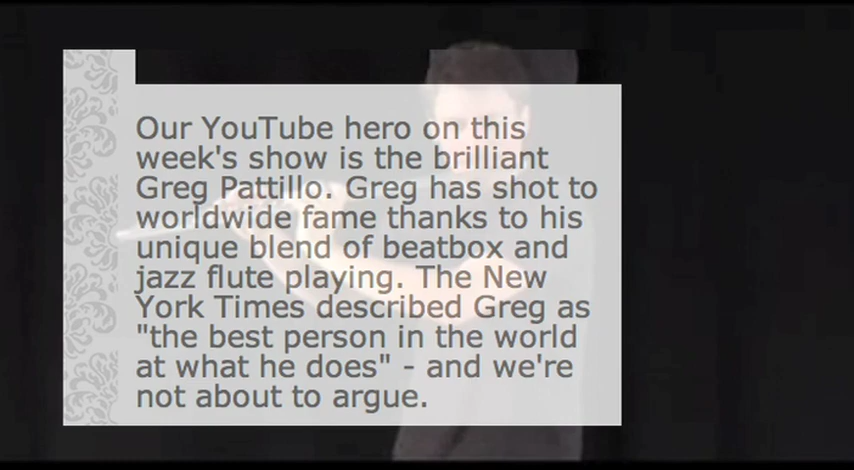 Our YouTube hero on this
week's show is the brilliant
Greg Pattillo. Greg has shot to
worldwide fame thanks to his
unique blend of beatbox and
jazz flute playing. The New
York Times described Greg as
"the best person in the world
at what he does" - and we're
not about to argue.